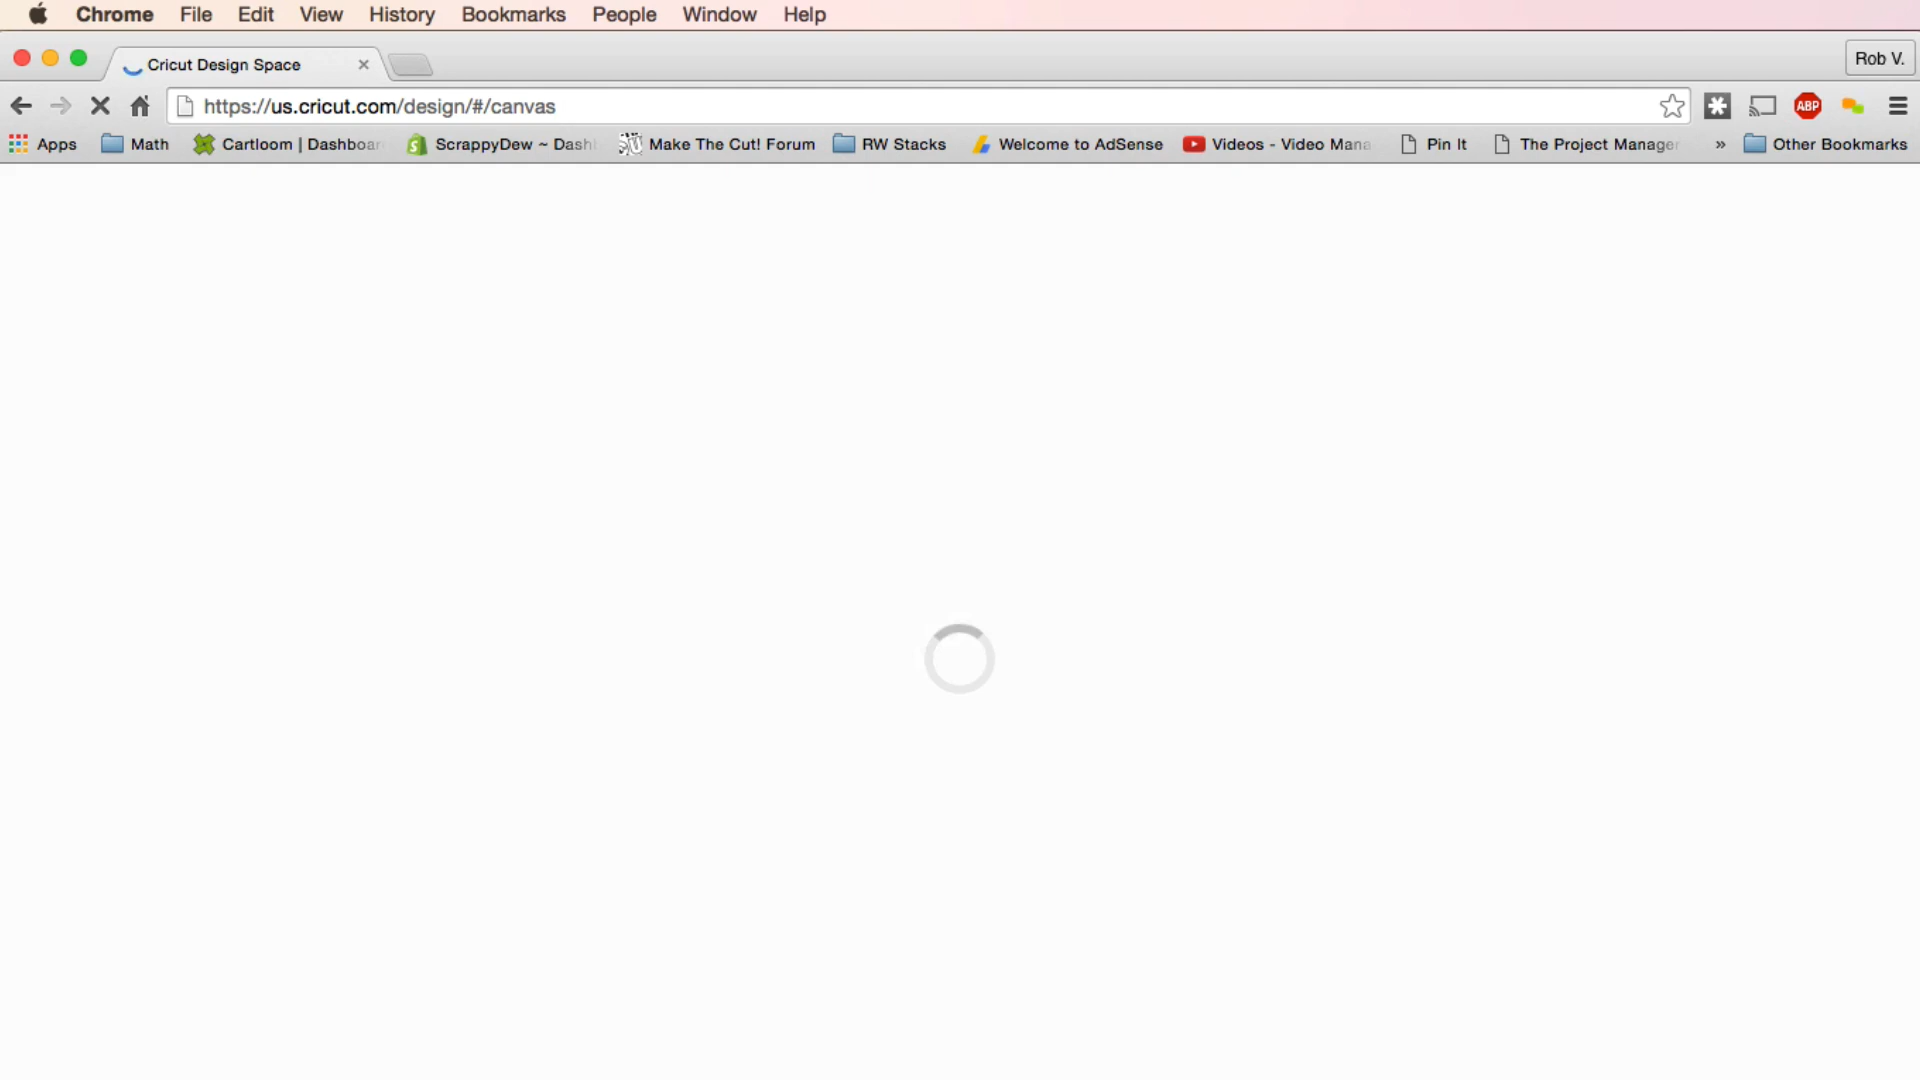 Chrome File Edit View History Bookmarks People Window Help
Cricut Design Space Rob V.
https://us.cricut.com/design/#/canvas ABP
Apps Math Cartloom | Dashboar ScrappyDew ~ Dash Make The Cut! Forum RW Stacks Welcome to AdSense Videos - Video Mana Pin It The Project Manager » Other Bookmarks